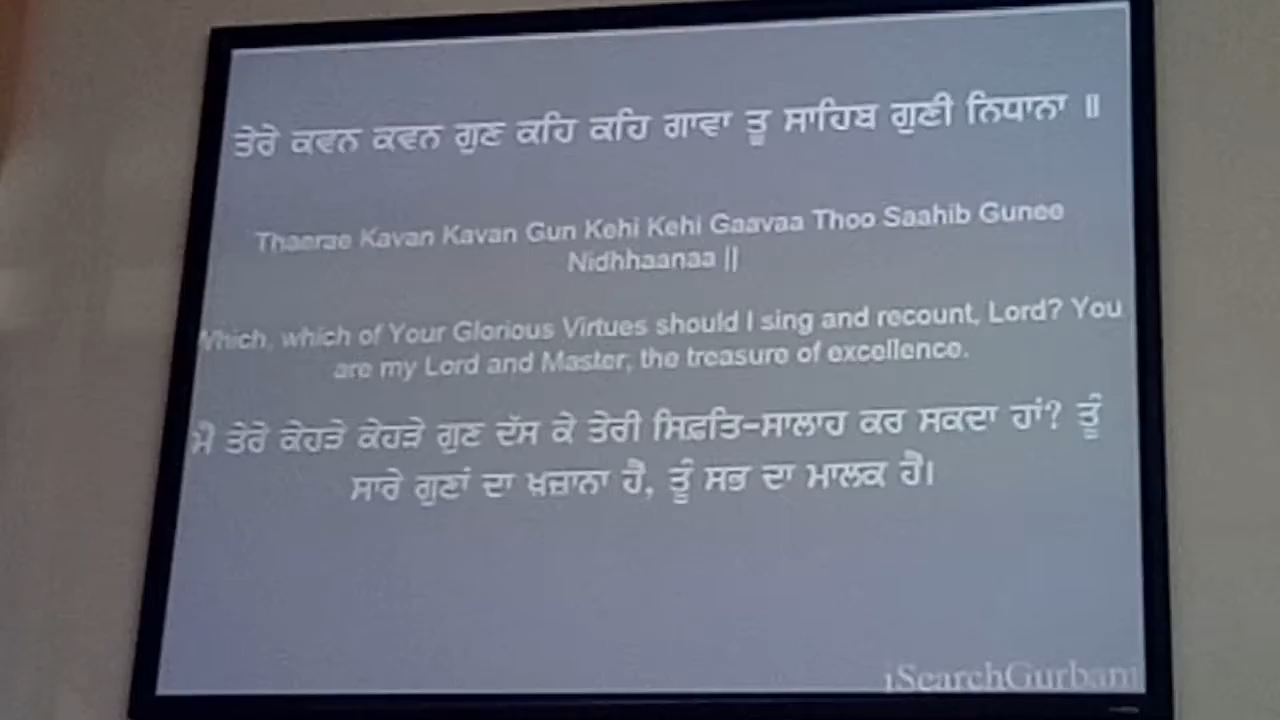 ਤੇਰੇ ਕਵਨ ਕਵਨ ਗੁਣ ਕਹਿ ਕਹਿ ਗਾਵਾ ਤੂ ਸਾਹਿਬ ਗੁਣੀ ਨਿਧਾਨਾ ॥
Thaerae Kavan Kavan Gun Kehi Kehi Gaavaa Thoo Saahib Gunee
Nidhhaanaa ||
Which, which of Your Glorious Virtues should I sing and recount, Lord? You
are my Lord and Master, the treasure of excellence.
ਮੈਂ ਤੇਰੇ ਕੇਹੜੇ ਕੇਹੜੇ ਗੁਣ ਦੱਸ ਕੇ ਤੇਰੀ ਸਿਫ਼ਤਿ-ਸਾਲਾਹ ਕਰ ਸਕਦਾ ਹਾਂ? ਤੂੰ
ਸਾਰੇ ਗੁਣਾਂ ਦਾ ਖ਼ਜ਼ਾਨਾ ਹੈਂ, ਤੂੰ ਸਭ ਦਾ ਮਾਲਕ ਹੈਂ।
iSearchGurbani